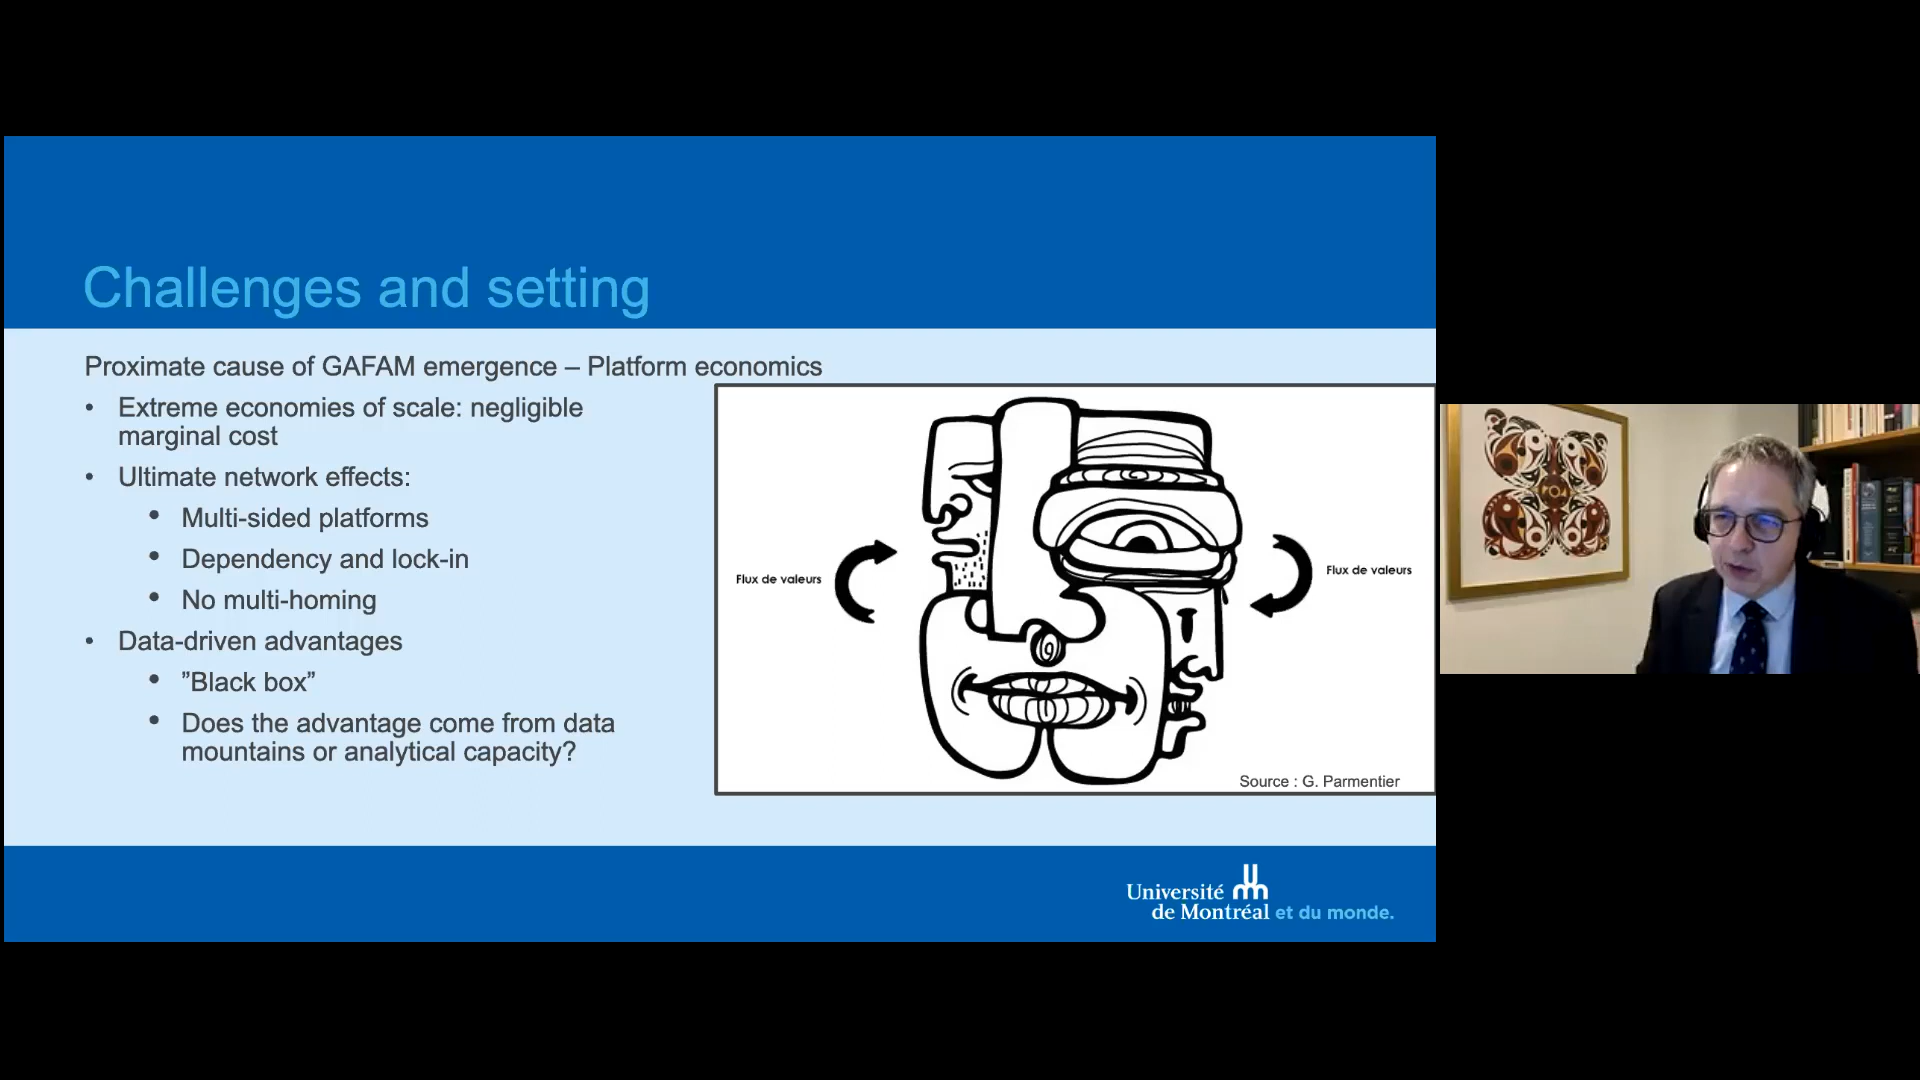 Challenges and setting
Proximate cause of GAFAM emergence – Platform economics
• Extreme economies of scale: negligible
marginal cost
• Ultimate network effects:
• Multi-sided platforms
• Dependency and lock-in
• No multi-homing
• Data-driven advantages
• ”Black box”
• Does the advantage come from data
mountains or analytical capacity?
Flux de valeurs
Flux de valeurs
Source : G. Parmentier
Université
de Montréal et du monde.